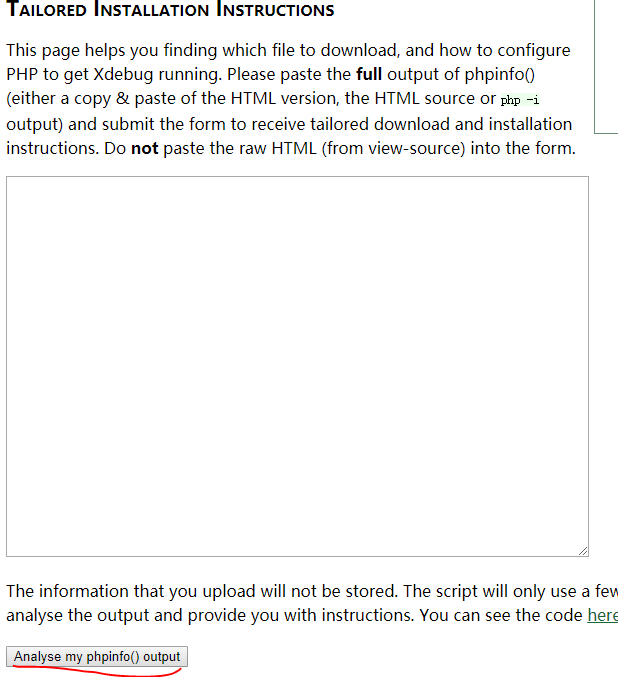 Tailored Installation Instructions
This page helps you finding which file to download, and how to configure
PHP to get Xdebug running. Please paste the full output of phpinfo()
(either a copy & paste of the HTML version, the HTML source or php -i
output) and submit the form to receive tailored download and installation
instructions. Do not paste the raw HTML (from view-source) into the form.
The information that you upload will not be stored. The script will only use a few
analyse the output and provide you with instructions. You can see the code here
Analyse my phpinfo() output